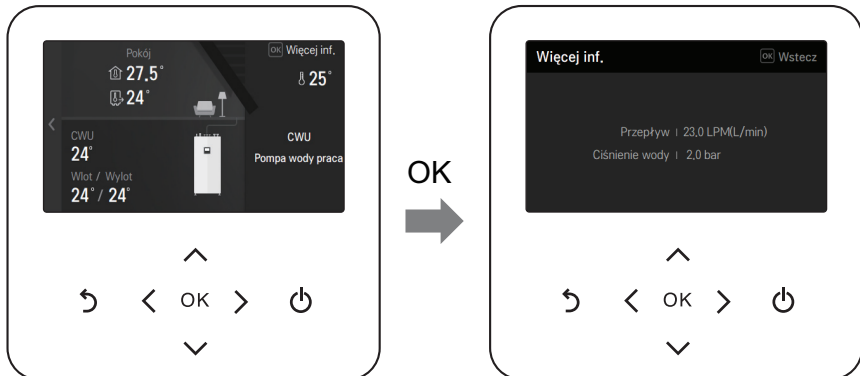 Pokój
27.5°
24°
OK Więcej inf.
25°
CWU
24°
Wlot / Wylot
24° / 24°
CWU
Pompa wody praca
OK
OK
Więcej inf.
OK Wstecz
Przepływ | 23,0 LPM(L/min)
Ciśnienie wody | 2,0 bar
OK